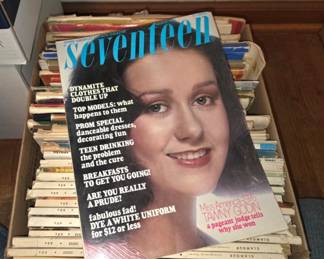 seventeen
DYNAMITE
CLOTHES THAT
DOUBLE UP
TOP MODELS: what
happens to them
PROM SPECIAL
danceable dresses,
decorating fun
TEEN DRINKING
the problem
and the cure
BREAKFASTS
TO GET YOU GOING!
ARE YOU REALLY
A PRUDE?
fabulous fad!
DYE A WHITE UNIFORM
for $12 or less
Miss America
TAWNY GODIN
a pageant judge tells
why she won